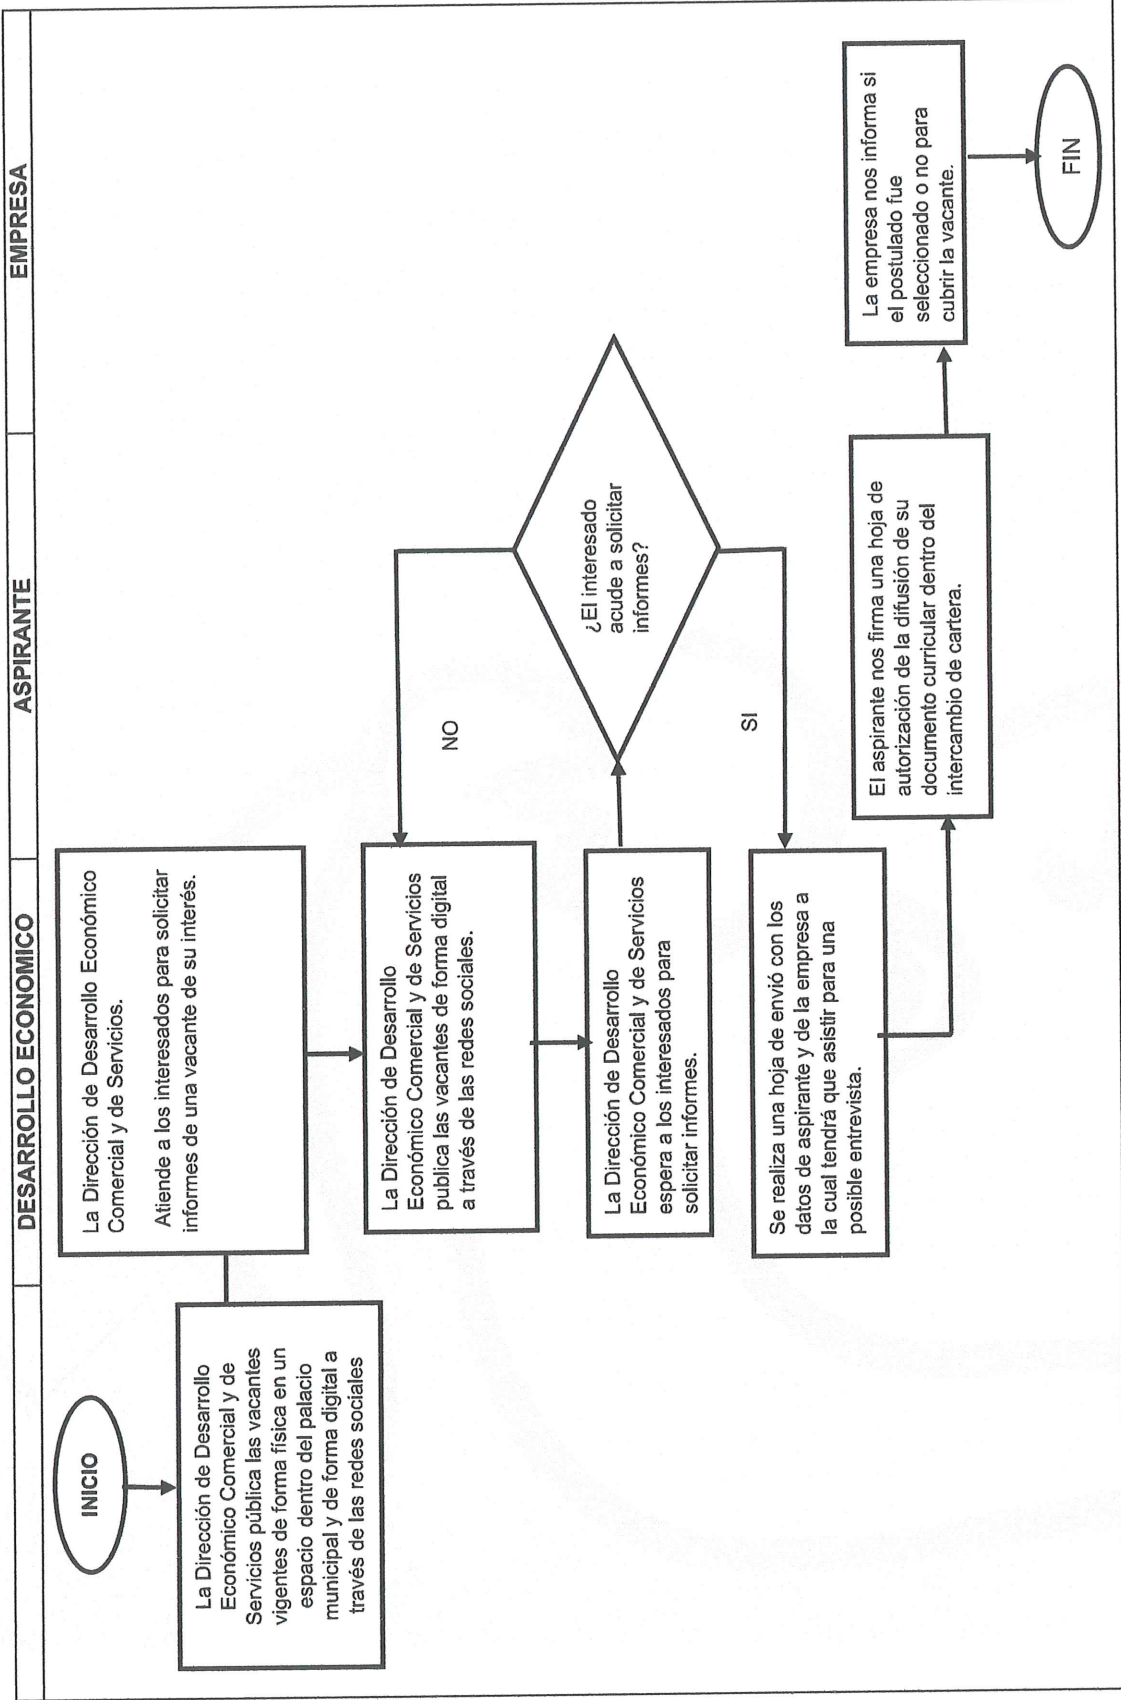 DESARROLLO ECONOMICO
ASPIRANTE
EMPRESA
INICIO
La Dirección de Desarrollo
Económico Comercial y de
Servicios pública las vacantes
vigentes de forma física en un
espacio dentro del palacio
municipal y de forma digital a
través de las redes sociales
La Dirección de Desarrollo Económico
Comercial y de Servicios.
Atiende a los interesados para solicitar
informes de una vacante de su interés.
La Dirección de Desarrollo
Económico Comercial y de Servicios
publica las vacantes de forma digital
a través de las redes sociales.
La Dirección de Desarrollo
Económico Comercial y de Servicios
espera a los interesados para
solicitar informes.
¿El interesado
acude a solicitar
informes?
NO
SI
Se realiza una hoja de envió con los
datos de aspirante y de la empresa a
la cual tendrá que asistir para una
posible entrevista.
El aspirante nos firma una hoja de
autorización de la difusión de su
documento curricular dentro del
intercambio de cartera.
La empresa nos informa si
el postulado fue
seleccionado o no para
cubrir la vacante.
FIN